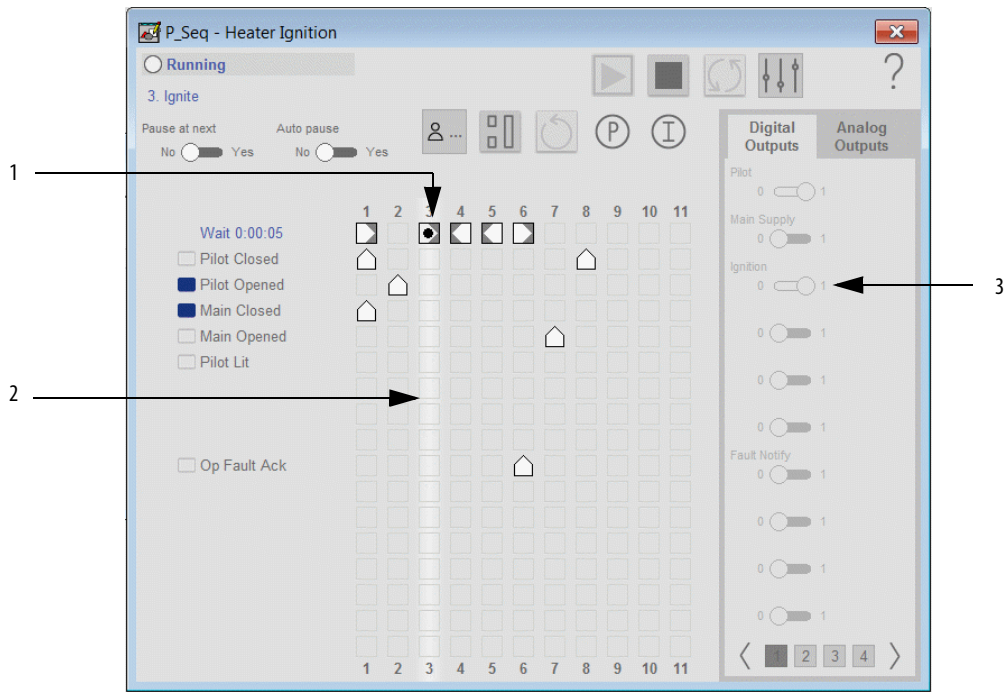 P_Seq - Heater Ignition
Running
3. Ignite
?
Pause at next
Auto pause
No Yes
No Yes
...
P
I
Digital Outputs
Analog Outputs
1
1 2 3 4 5 6 7 8 9 10 11
Wait 0:00:05
Pilot Closed
Pilot Opened
Main Closed
Main Opened
Pilot Lit
2
Op Fault Ack
1 2 3 4 5 6 7 8 9 10 11
Pilot
0 1
Main Supply
0 1
Ignition
0 1
3
0 1
0 1
0 1
Fault Notify
0 1
0 1
0 1
0 1
1 2 3 4